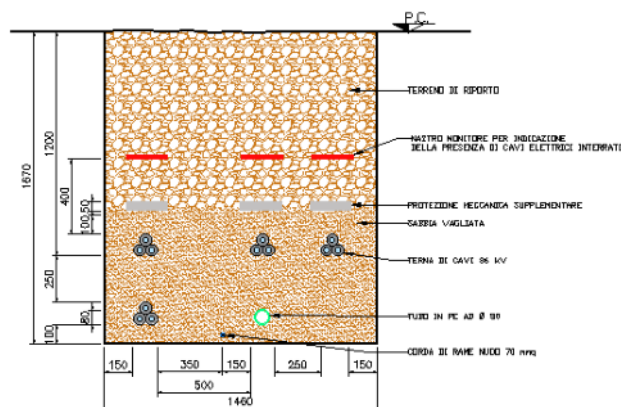 P.C.
TERRENO DI RIPORTO
NASTRO MONITORE PER INDICAZIONE
DELLA PRESENZA DI CAVI ELETTRICI INTERRATI
PROTEZIONE MECCANICA SUPPLEMENTARE
SABBIA VAGLIATA
TERNA DI CAVI 36 KV
TUBO IN PE AD Ø
CORDA DI RAME NUDO 70 mmq
1670
1200
400
100
50
250
80
100
150
350
150
250
150
500
1460